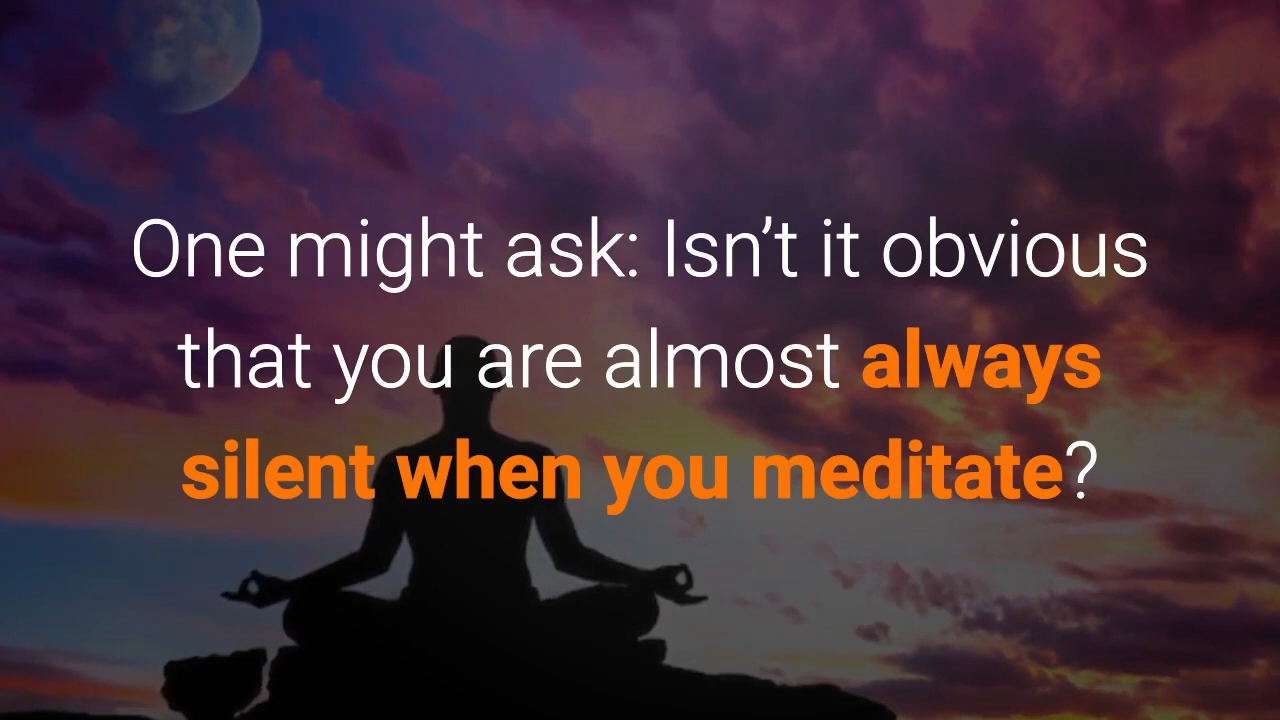 One might ask: Isn’t it obvious
that you are almost always
silent when you meditate?